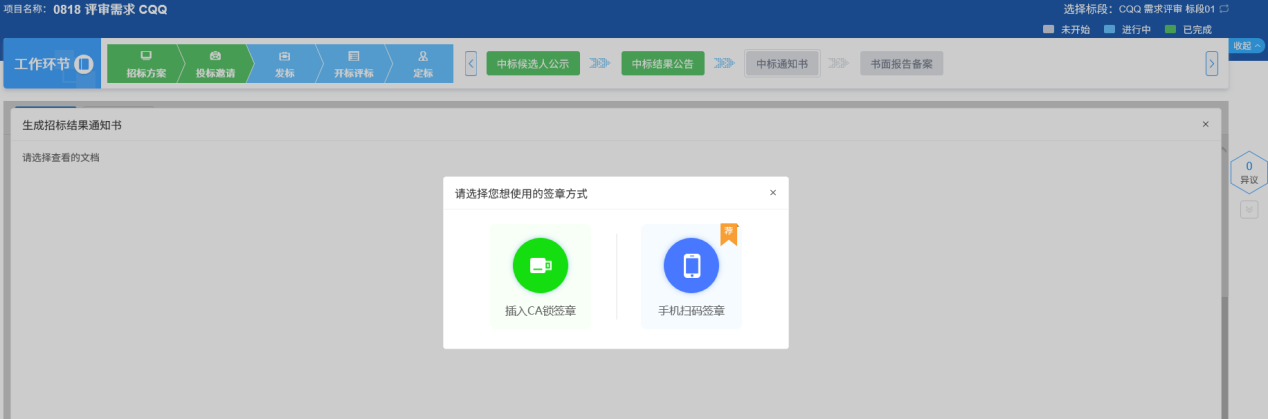 项目名称: 0818 评审需求 CQQ
选择标段: CQQ 需求评审 标段01
未开始 进行中 已完成
收起
工作环节
招标方案 投标邀请 发标 开标评标 定标
中标候选人公示 中标结果公告 中标通知书 书面报告备案
生成招标结果通知书
请选择查看的文档
0
异议
请选择您想使用的签章方式
荐
插入CA锁签章 手机扫码签章